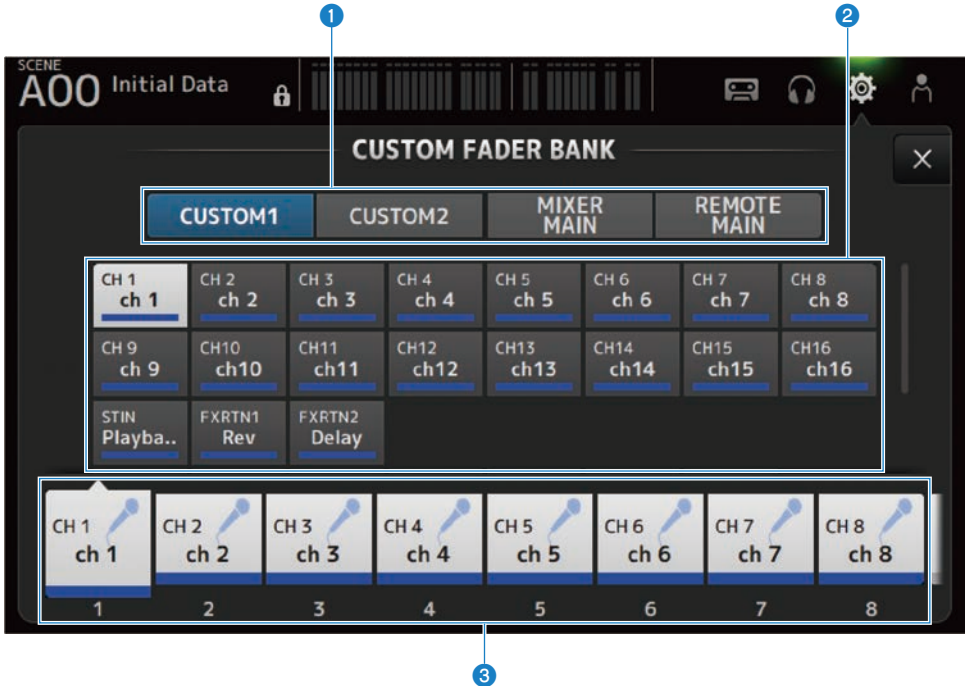 1 2
SCENE
A00 Initial Data
CUSTOM FADER BANK
CUSTOM1 CUSTOM2 MIXER MAIN REMOTE MAIN
CH 1 CH 2 CH 3 CH 4 CH 5 CH 6 CH 7 CH 8
ch 1 ch 2 ch 3 ch 4 ch 5 ch 6 ch 7 ch 8
CH 9 CH10 CH11 CH12 CH13 CH14 CH15 CH16
ch 9 ch10 ch11 ch12 ch13 ch14 ch15 ch16
STIN FXRTN1 FXRTN2
Playba.. Rev Delay
CH 1 CH 2 CH 3 CH 4 CH 5 CH 6 CH 7 CH 8
ch 1 ch 2 ch 3 ch 4 ch 5 ch 6 ch 7 ch 8
1 2 3 4 5 6 7 8
3